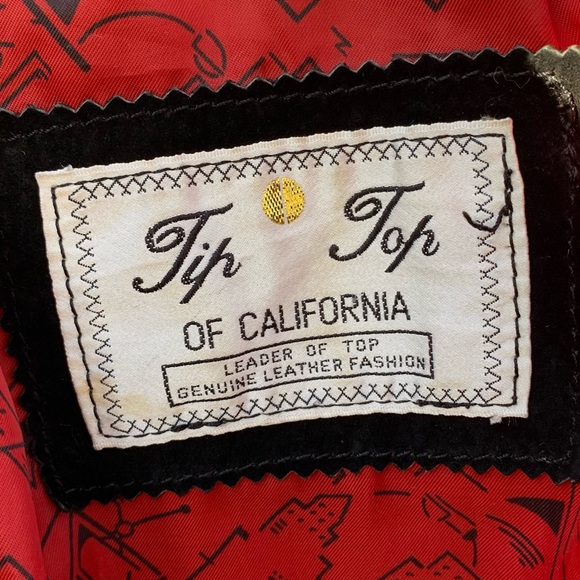 Tip Top
OF CALIFORNIA
LEADER OF TOP
GENUINE LEATHER FASHION